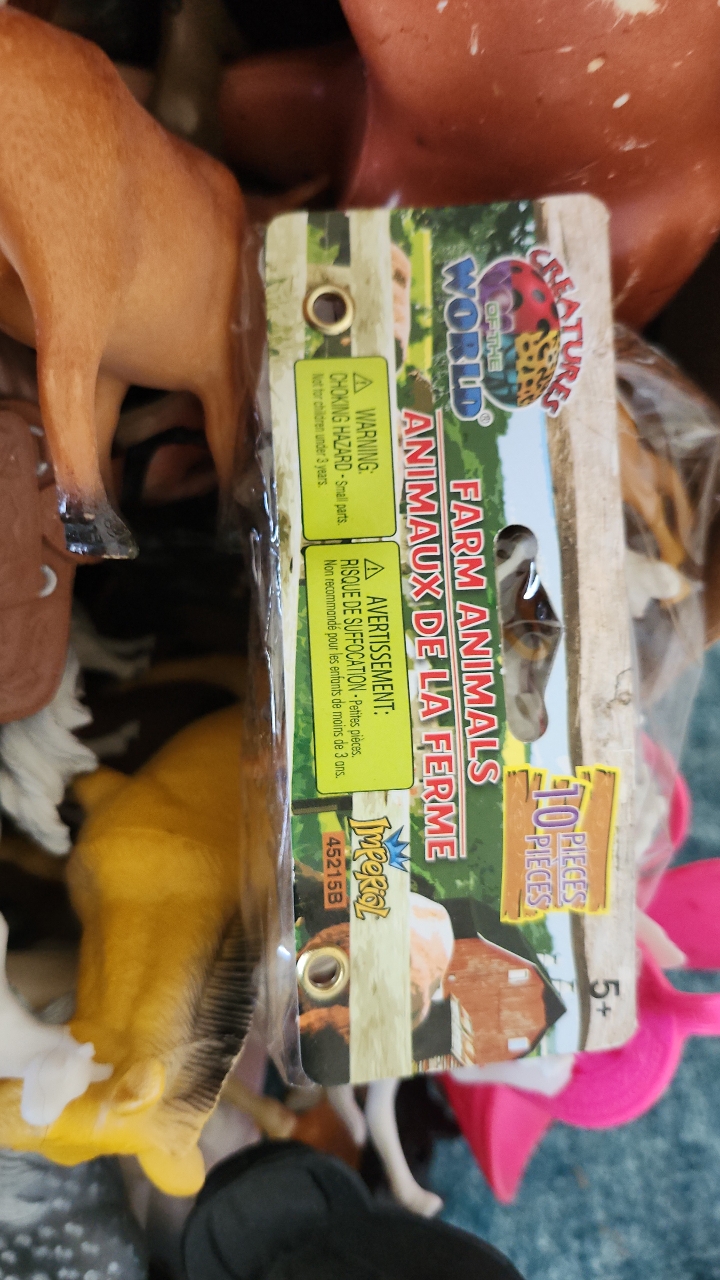 CREATURES
OF THE
WORLD®
FARM ANIMALS
ANIMAUX DE LA FERME
10 PIECES
PIÈCES
5+
WARNING:
CHOKING HAZARD - Small parts.
Not for children under 3 years.
AVERTISSEMENT:
RISQUE DE SUFFOCATION - Petites pièces.
Non recommandé pour les enfants de moins de 3 ans.
IMPERIAL
45215B